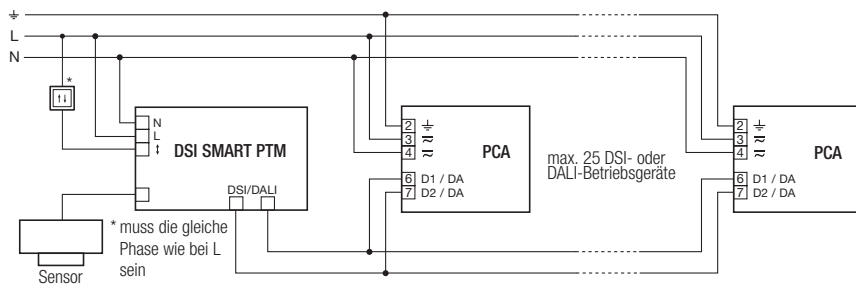 ⏚
L
N
*
↑↓
N
L
↕
DSI SMART PTM
DSI/DALI
* muss die gleiche
Phase wie bei L
sein
Sensor
2 ⏚
3 ≂
4 ≂
PCA
6 D1 / DA
7 D2 / DA
max. 25 DSI- oder
DALI-Betriebsgeräte
2 ⏚
3 ≂
4 ≂
PCA
6 D1 / DA
7 D2 / DA